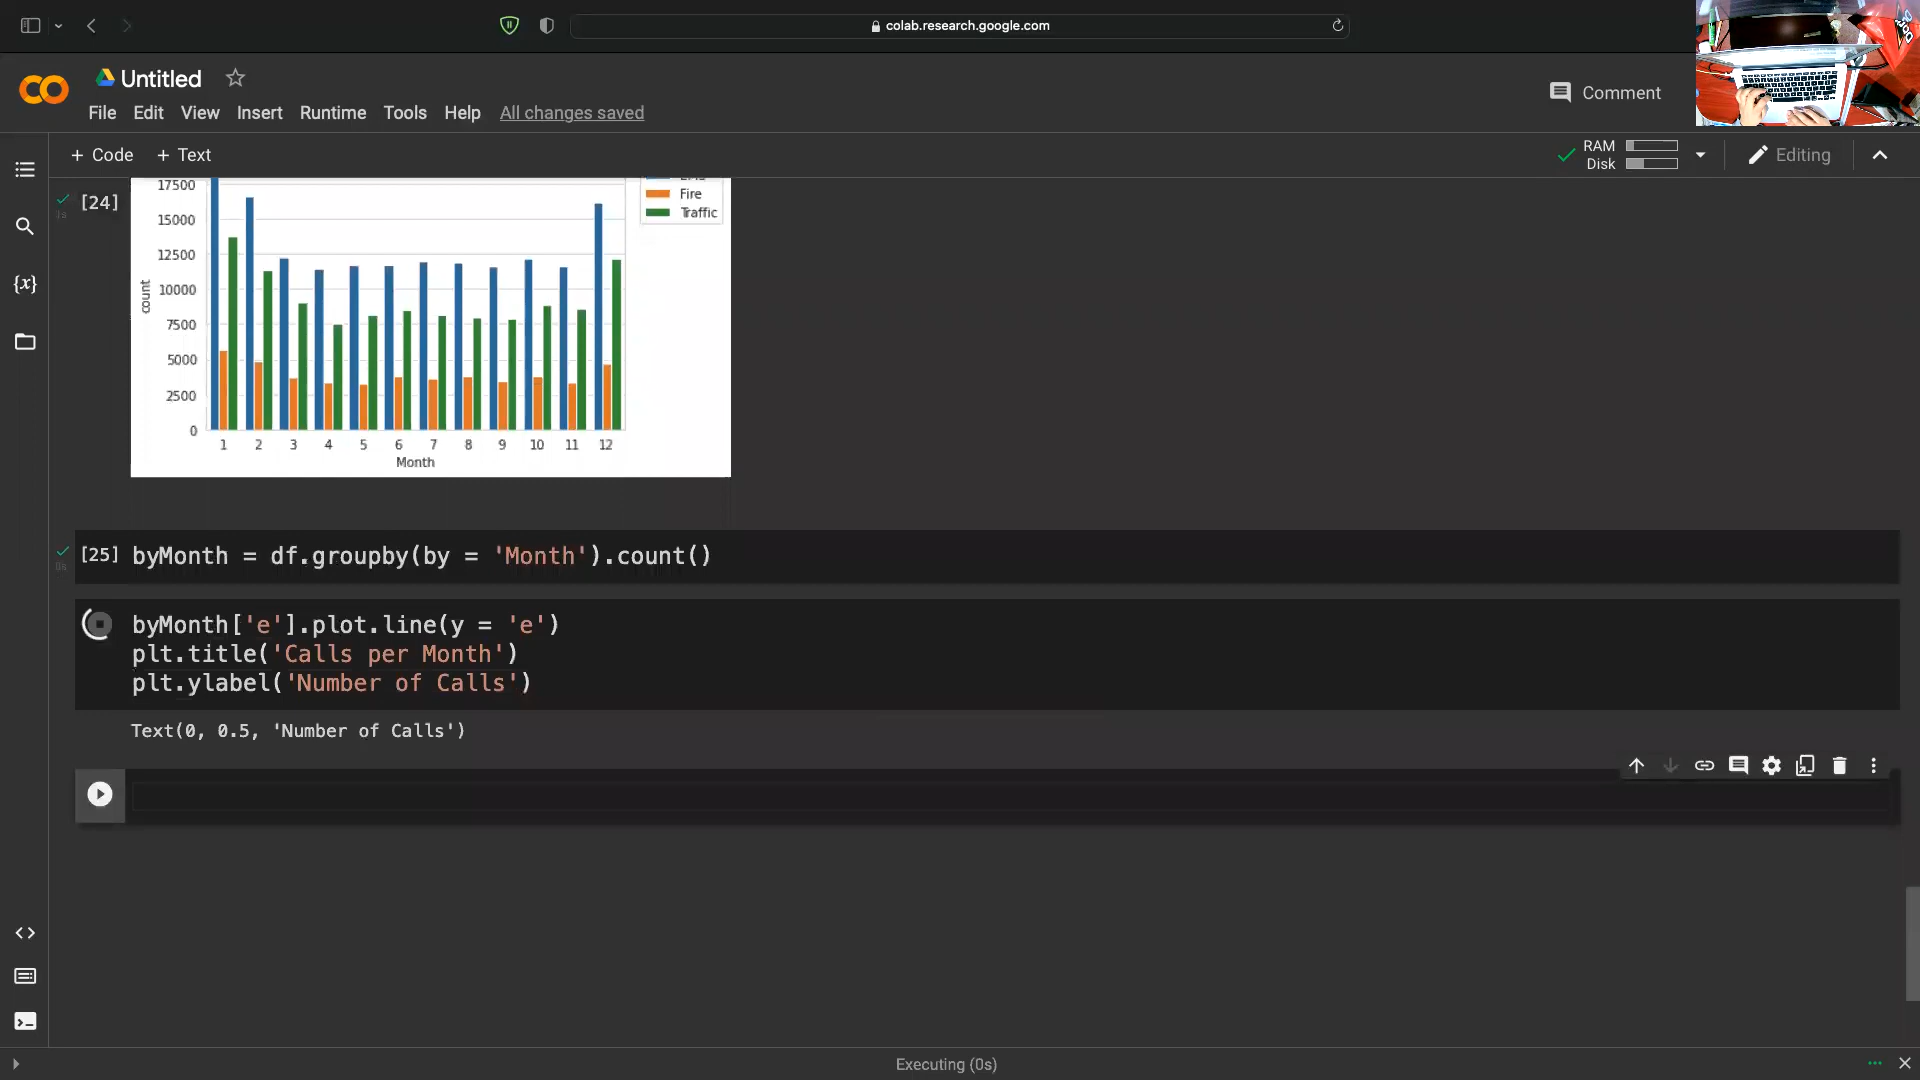 colab.research.google.com
Untitled
File Edit View Insert Runtime Tools Help All changes saved
Comment
+ Code + Text
RAM
Disk
Editing
[24]
17500
15000
12500
10000
7500
5000
2500
0
count
1 2 3 4 5 6 7 8 9 10 11 12
Month
Fire
Traffic
[25] byMonth = df.groupby(by = 'Month').count()
byMonth['e'].plot.line(y = 'e')
plt.title('Calls per Month')
plt.ylabel('Number of Calls')
Text(0, 0.5, 'Number of Calls')
Executing (0s)